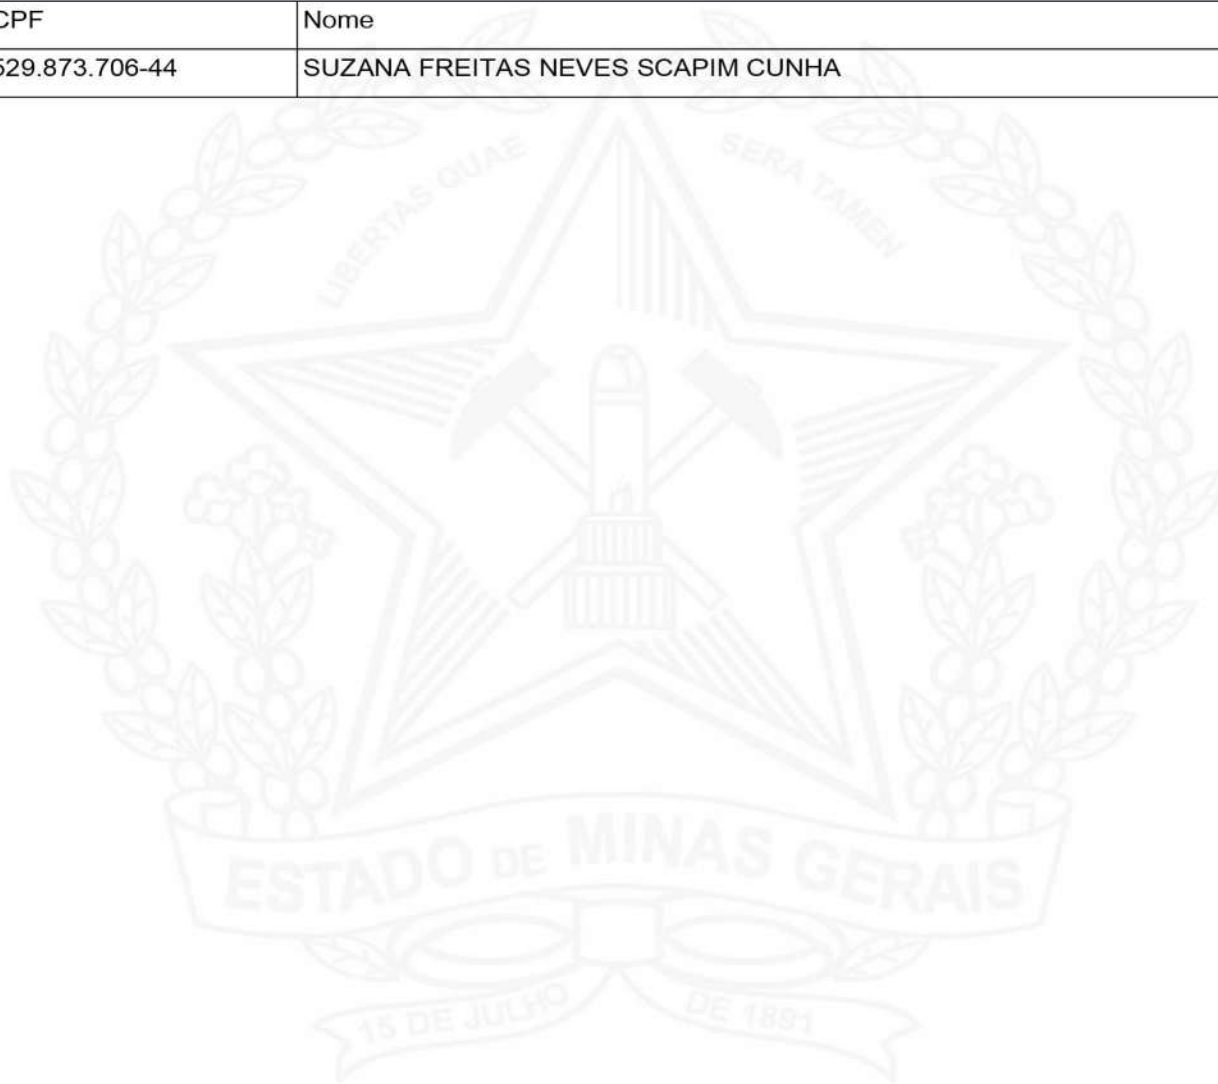 CPF Nome
529.873.706-44 SUZANA FREITAS NEVES SCAPIM CUNHA
LIBERTAS QUAE SERA TAMEN
ESTADO DE MINAS GERAIS
15 DE JULHO DE 1891